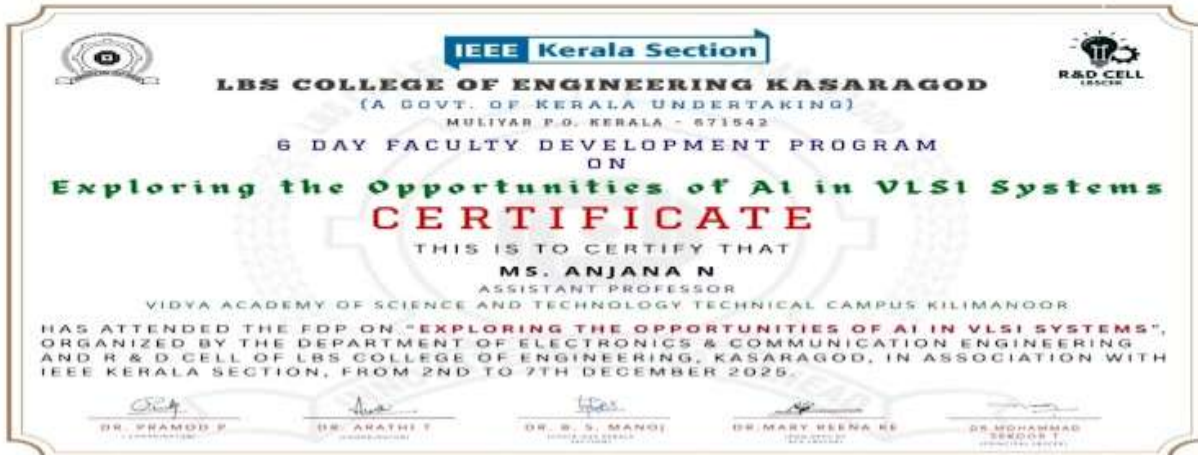 IEEE Kerala Section
R&D CELL
LBSCEK
LBS COLLEGE OF ENGINEERING KASARAGOD
(A GOVT. OF KERALA UNDERTAKING)
MULIYAR P.O. KERALA - 671542
6 DAY FACULTY DEVELOPMENT PROGRAM
ON
Exploring the Opportunities of AI in VLSI Systems
CERTIFICATE
THIS IS TO CERTIFY THAT
MS. ANJANA N
ASSISTANT PROFESSOR
VIDYA ACADEMY OF SCIENCE AND TECHNOLOGY TECHNICAL CAMPUS KILIMANOOR
HAS ATTENDED THE FDP ON "EXPLORING THE OPPORTUNITIES OF AI IN VLSI SYSTEMS",
ORGANIZED BY THE DEPARTMENT OF ELECTRONICS & COMMUNICATION ENGINEERING
AND R & D CELL OF LBS COLLEGE OF ENGINEERING, KASARAGOD, IN ASSOCIATION WITH
IEEE KERALA SECTION, FROM 2ND TO 7TH DECEMBER 2025.
DR. PRAMOD P
DR. ARATHI T
DR. B. S. MANOJ
DR.MARY REENA KE
DR.MOHAMMAD